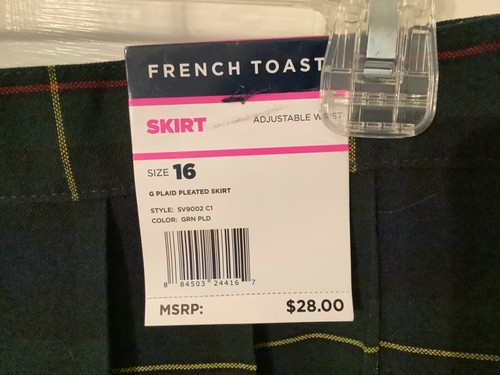 FRENCH TOAST
SKIRT
ADJUSTABLE WAIST
SIZE 16
G PLAID PLEATED SKIRT
STYLE: SV9002 C1
COLOR: GRN PLD
8 84503 24416 7
MSRP: $28.00